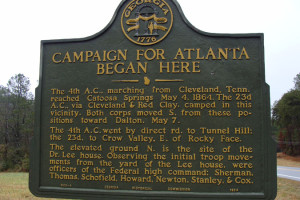 GEORGIA
1776
CAMPAIGN FOR ATLANTA
BEGAN HERE
The 4th A.C., marching from Cleveland, Tenn.
reached Catoosa Springs May 4, 1864. The 23d
A.C., via Cleveland & Red Clay, camped in this
vicinity. Both corps moved S. from these po-
sitions toward Dalton, May 7.
The 4th A.C. went by direct rd. to Tunnel Hill;
the 23d, to Crow Valley, E. of Rocky Face.
The elevated ground N. is the site of the
Dr. Lee house. Observing the initial troop move-
ments from the yard of the Lee house, were
officers of the Federal high command: Sherman,
Thomas, Schofield, Howard, Newton, Stanley, & Cox.
GEORGIA HISTORICAL COMMISSION